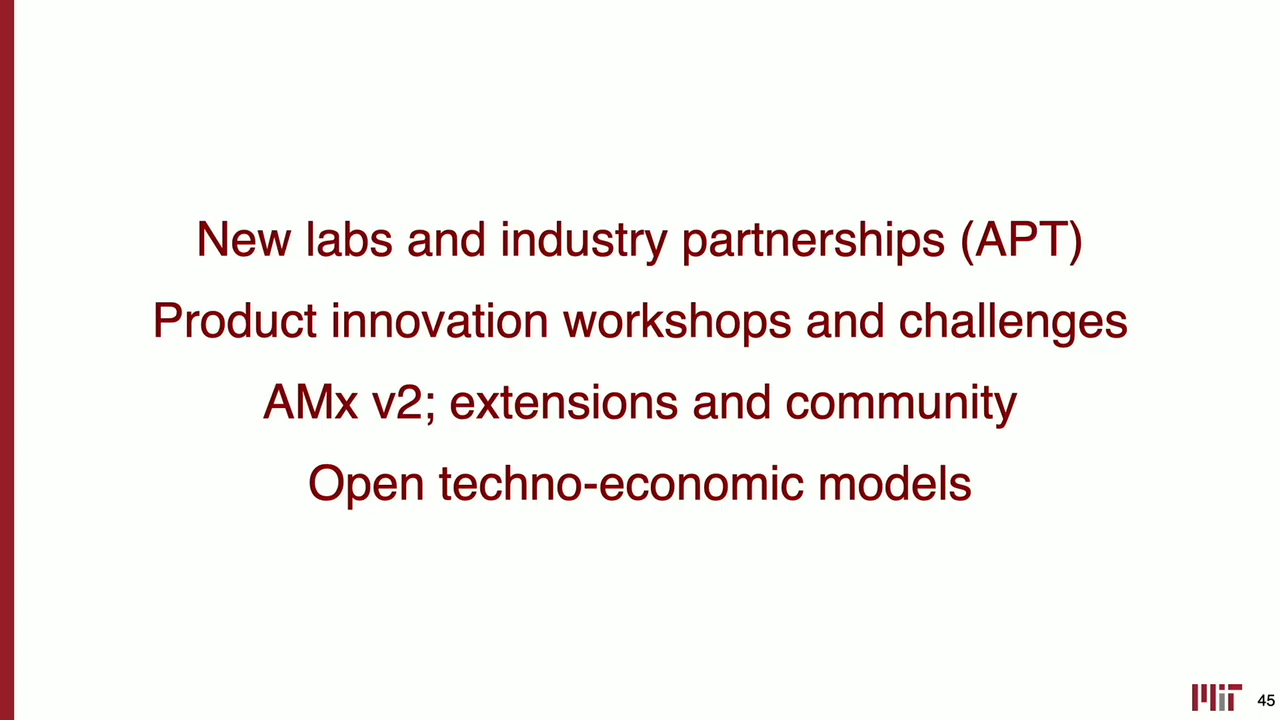 New labs and industry partnerships (APT)
Product innovation workshops and challenges
AMx v2; extensions and community
Open techno-economic models
MIT
45